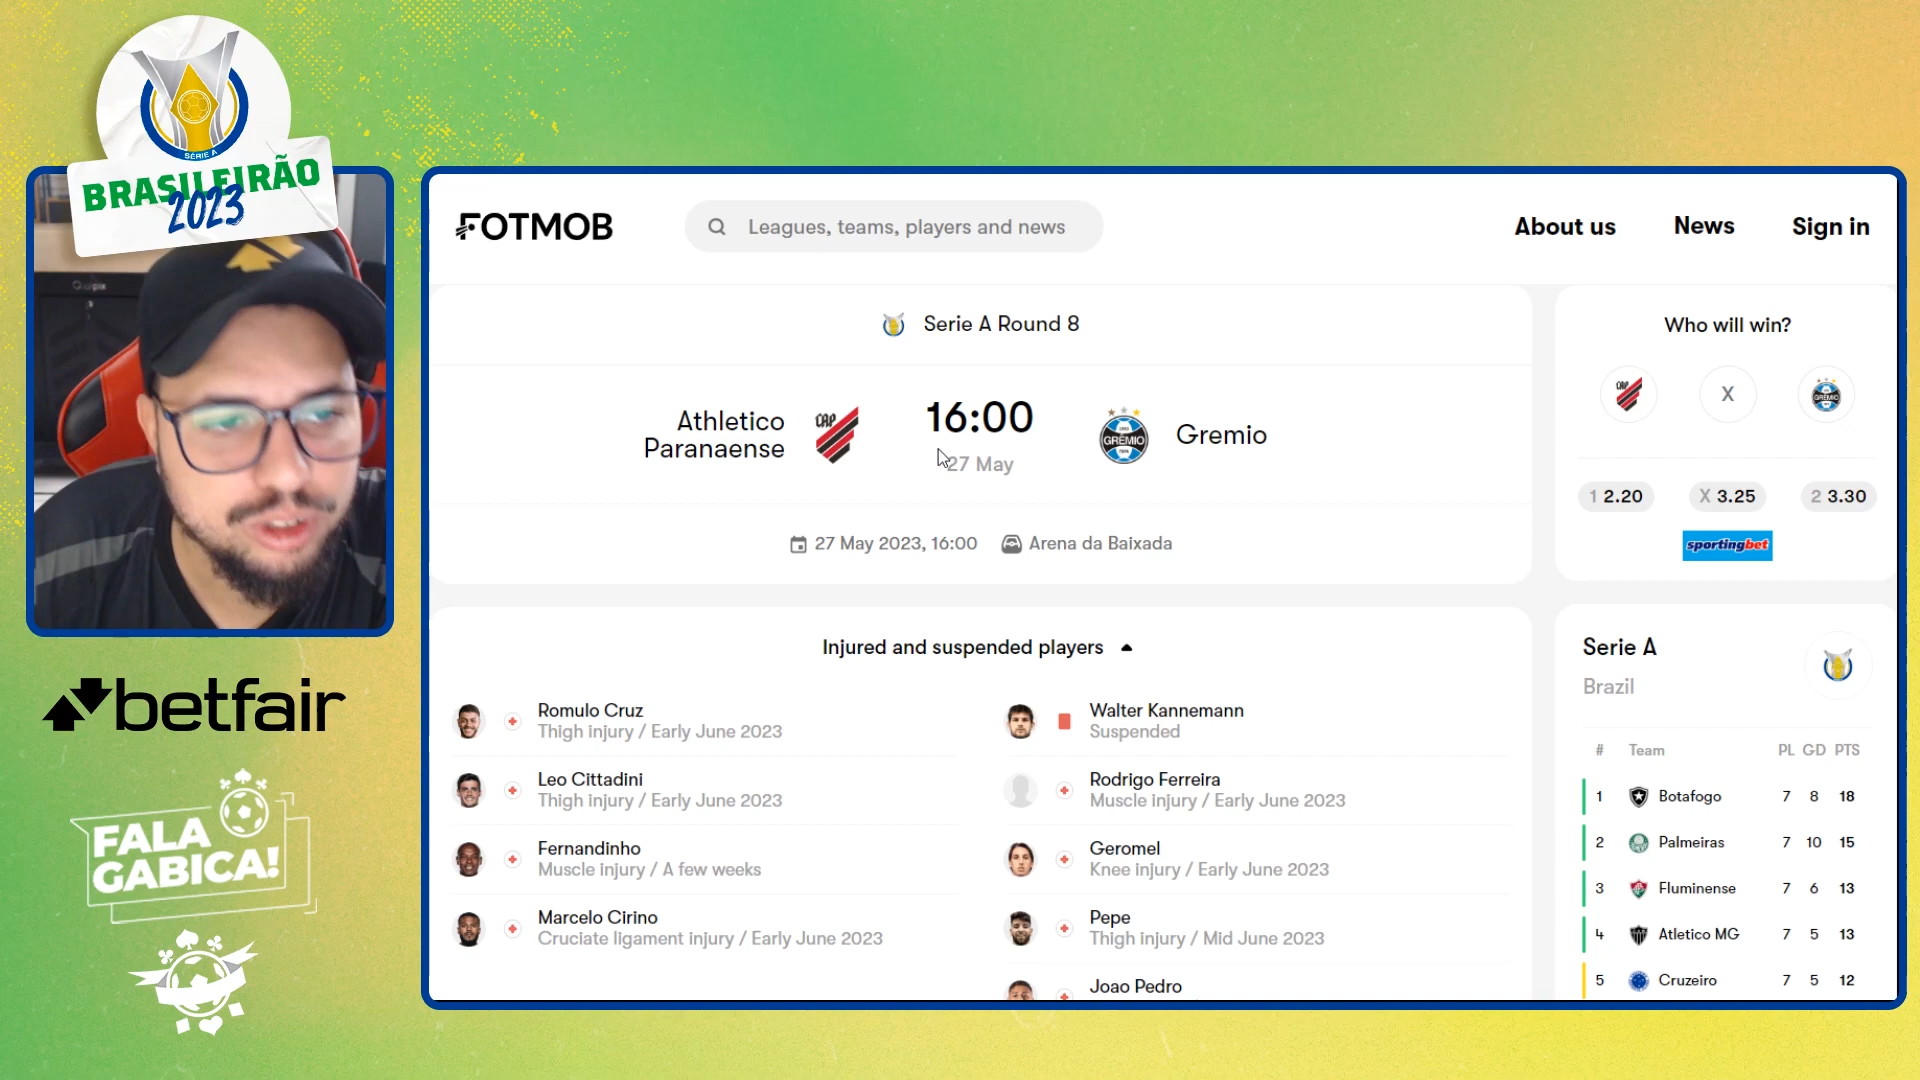 SÉRIE A
BRASILEIRÃO
2023
Qualpix
betfair
FALA
GABICA!
FOTMOB
Leagues, teams, players and news
About us
News
Sign in
Serie A Round 8
Athletico
Paranaense
CAP
16:00
27 May
GRÊMIO
Gremio
27 May 2023, 16:00
Arena da Baixada
Injured and suspended players
Romulo Cruz
Thigh injury / Early June 2023
Leo Cittadini
Thigh injury / Early June 2023
Fernandinho
Muscle injury / A few weeks
Marcelo Cirino
Cruciate ligament injury / Early June 2023
Walter Kannemann
Suspended
Rodrigo Ferreira
Muscle injury / Early June 2023
Geromel
Knee injury / Early June 2023
Pepe
Thigh injury / Mid June 2023
Joao Pedro
Who will win?
CAP
X
GRÊMIO
1 2.20
X 3.25
2 3.30
sportingbet
Serie A
Brazil
# Team PL GD PTS
1 Botafogo 7 8 18
2 Palmeiras 7 10 15
3 Fluminense 7 6 13
4 Atletico MG 7 5 13
5 Cruzeiro 7 5 12